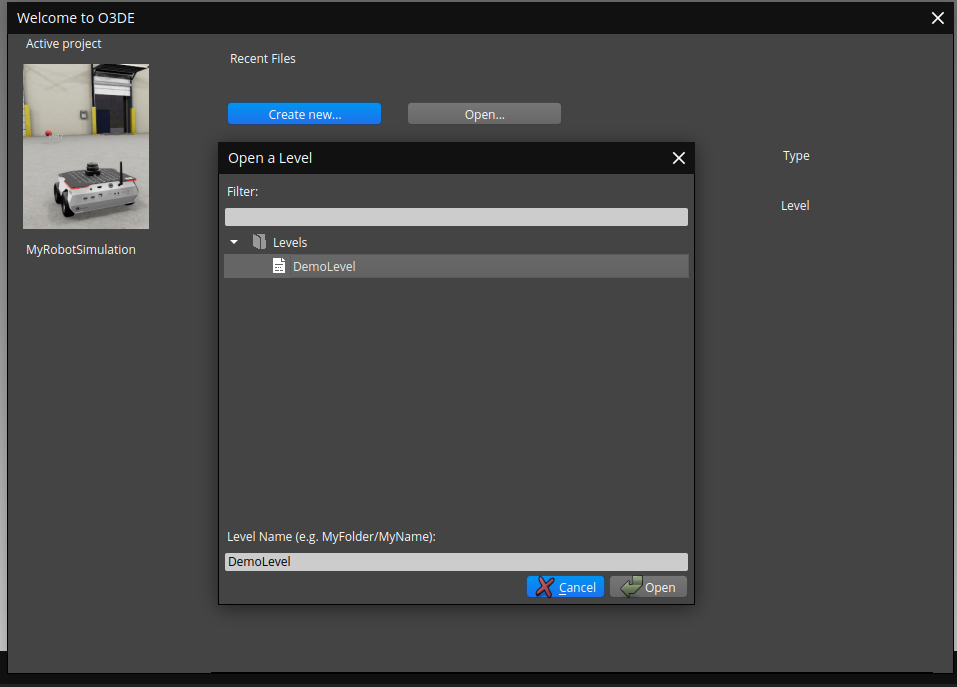 Welcome to O3DE
Active project
Recent Files
Create new...
Open...
Type
Level
MyRobotSimulation
Open a Level
Filter:
Levels
DemoLevel
Level Name (e.g. MyFolder/MyName):
DemoLevel
Cancel
Open